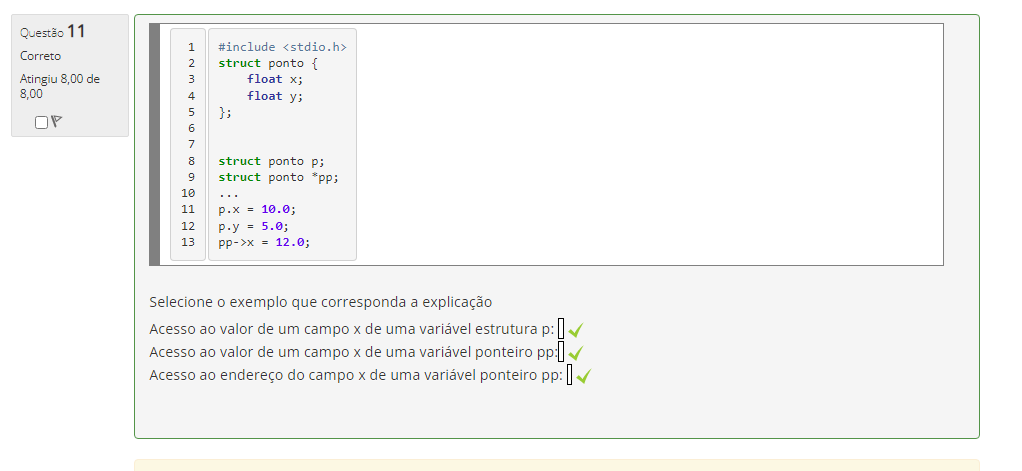 Questão 11
Correto
Atingiu 8,00 de
8,00
1 #include <stdio.h>
2 struct ponto {
3     float x;
4     float y;
5 };
6
7
8 struct ponto p;
9 struct ponto *pp;
10 ...
11 p.x = 10.0;
12 p.y = 5.0;
13 pp->x = 12.0;
Selecione o exemplo que corresponda a explicação
Acesso ao valor de um campo x de uma variável estrutura p:
Acesso ao valor de um campo x de uma variável ponteiro pp:
Acesso ao endereço do campo x de uma variável ponteiro pp: